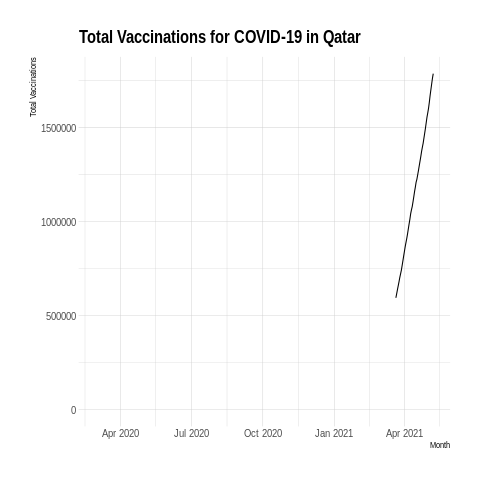 Total Vaccinations for COVID-19 in Qatar
Total Vaccinations
1500000
1000000
500000
0
Apr 2020 Jul 2020 Oct 2020 Jan 2021 Apr 2021
Month